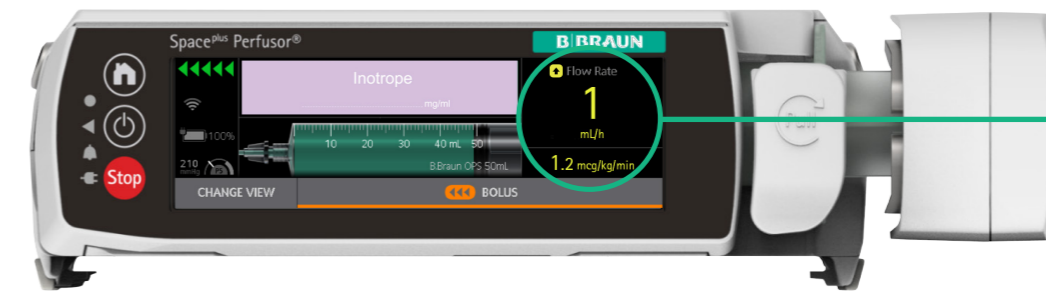 Space plus Perfusor®
B|BRAUN
Inotrope
mg/ml
Flow Rate
1
mL/h
1.2 mcg/kg/min
100%
10 20 30 40 mL 50
B.Braun OPS 50mL
210
mmHg
P5
Stop
CHANGE VIEW
BOLUS